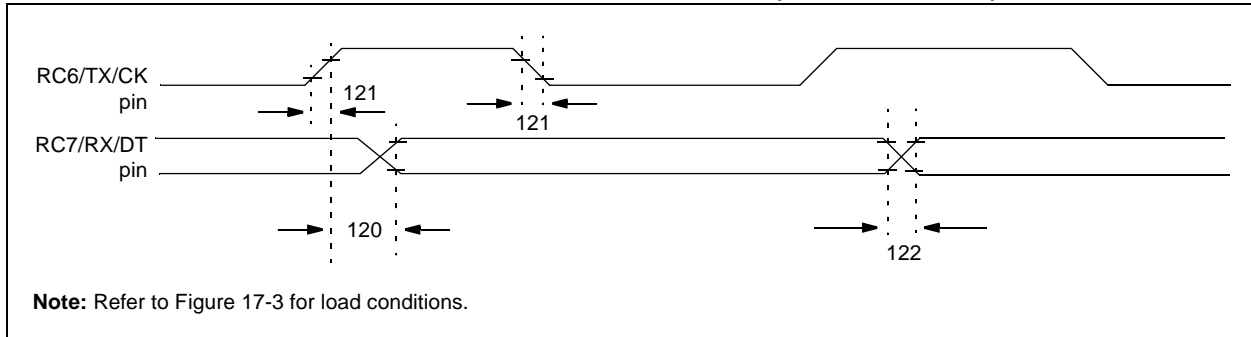 RC6/TX/CK
pin
121
121
RC7/RX/DT
pin
120
122
Note: Refer to Figure 17-3 for load conditions.